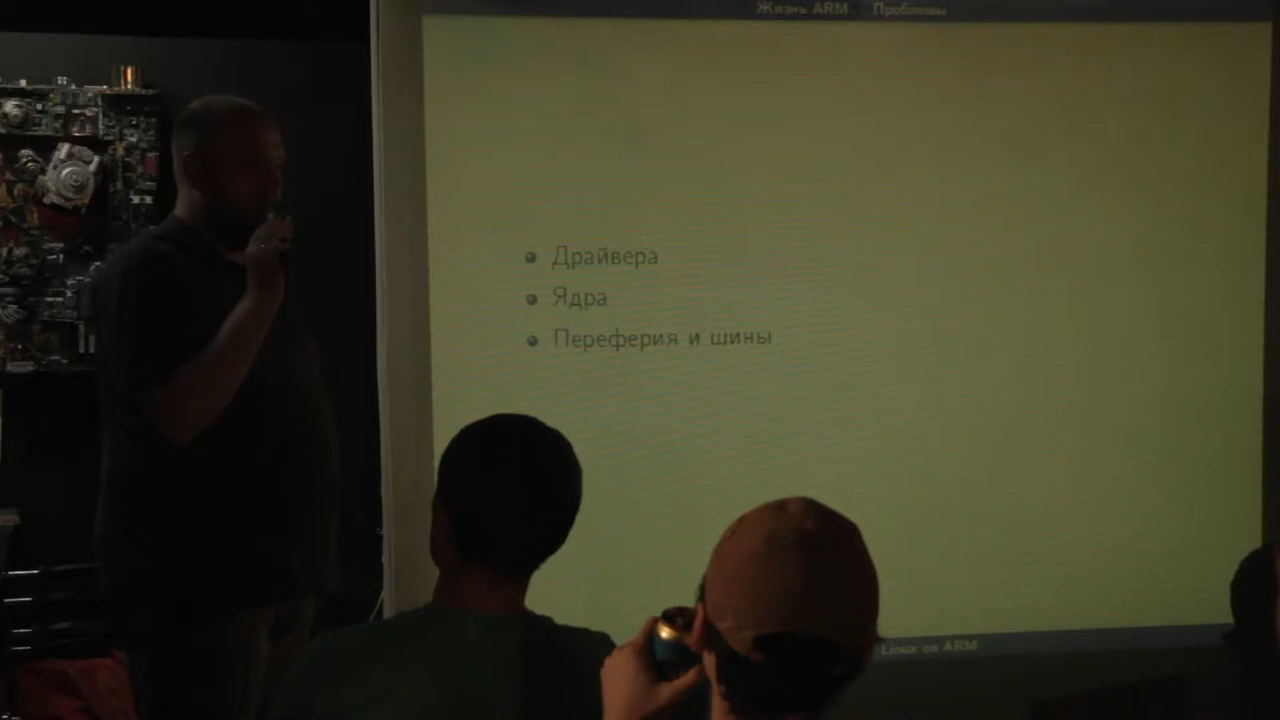 Жизнь ARM Проблемы
Драйвера
Ядра
Переферия и шины
Linux on ARM